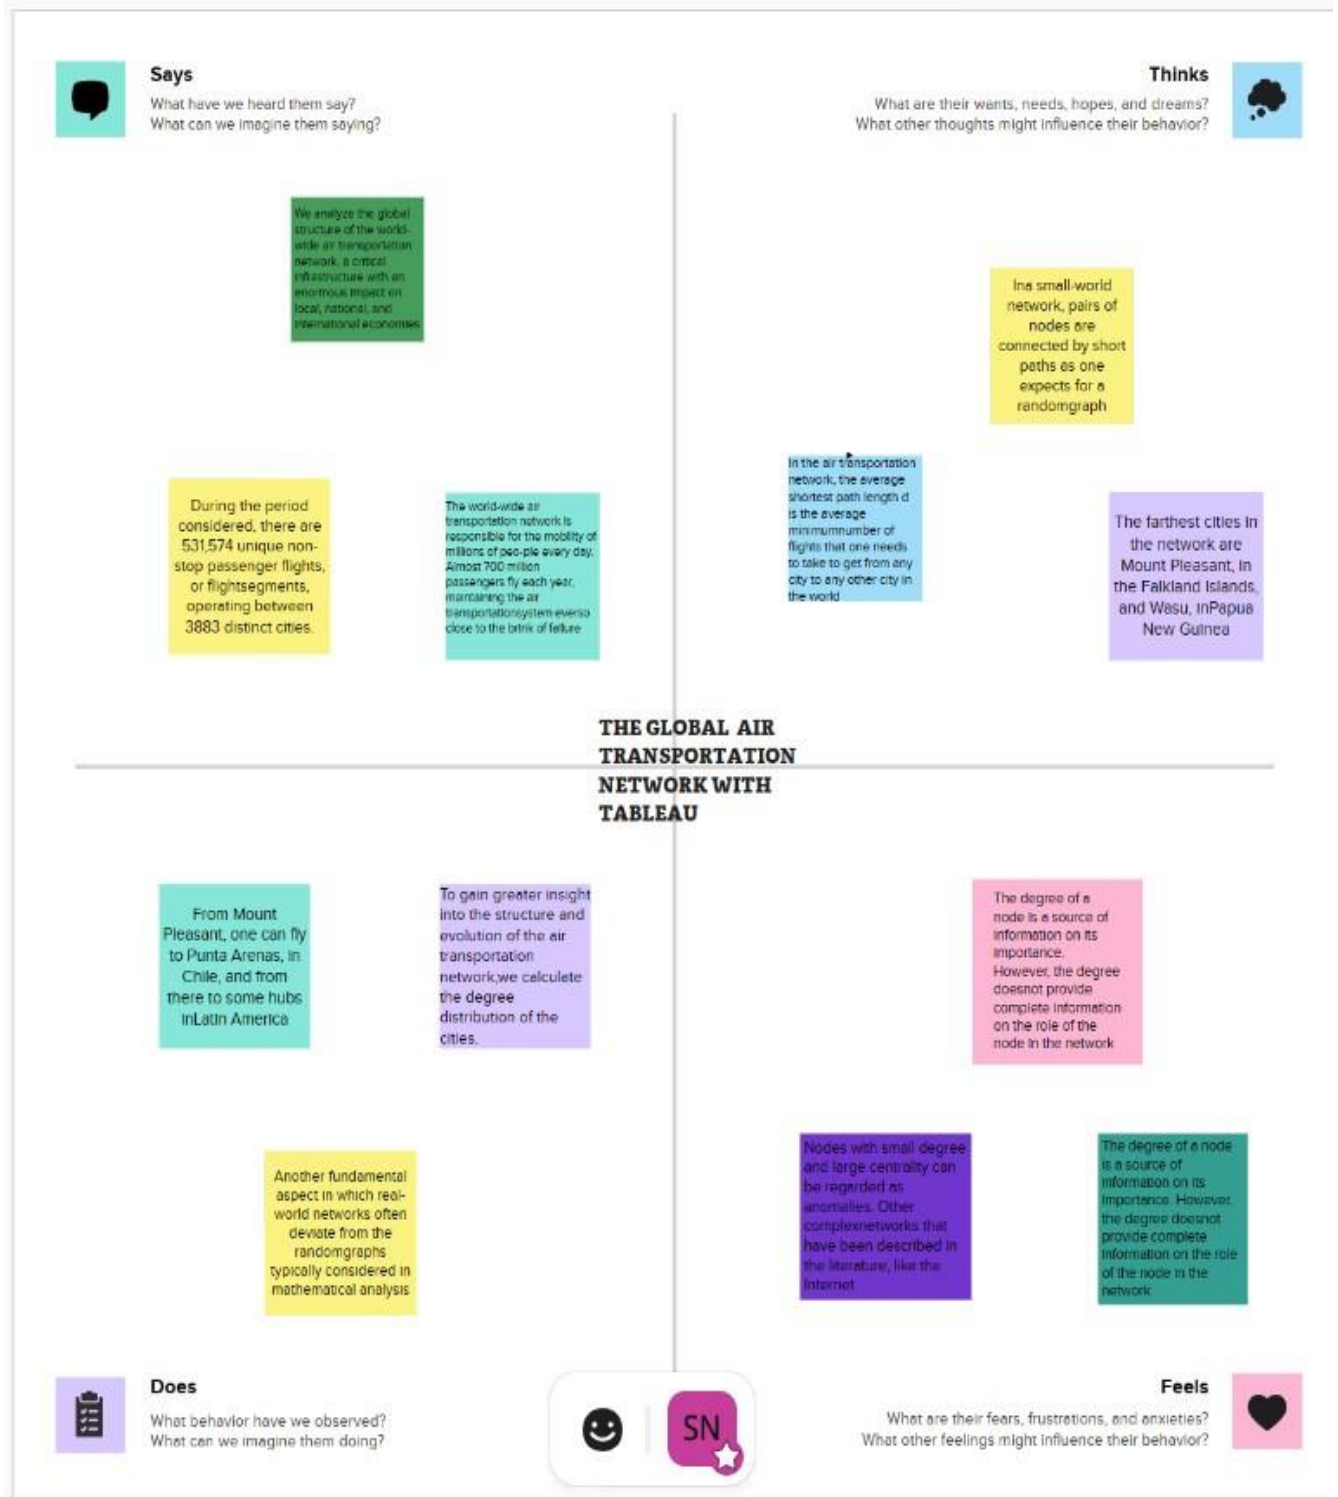 Says
What have we heard them say?
What can we imagine them saying?
Thinks
What are their wants, needs, hopes, and dreams?
What other thoughts might influence their behavior?
We analyze the global
structure of the world-
wide air transportation
network, a critical
infrastructure with an
enormous impact on
local, national, and
international economies
During the period
considered, there are
531,574 unique non-
stop passenger flights,
or flightsegments,
operating between
3883 distinct cities.
The world-wide air
transportation network is
responsible for the mobility of
millions of peo-ple every day.
Almost 700 million
passengers fly each year,
maintaining the air
transportationsystem everso
close to the brink of failure
Ina small-world
network, pairs of
nodes are
connected by short
paths as one
expects for a
randomgraph
In the air transportation
network, the average
shortest path length d
is the average
minimumnumber of
flights that one needs
to take to get from any
city to any other city in
the world
The farthest cities in
the network are
Mount Pleasant, in
the Falkland Islands,
and Wasu, inPapua
New Guinea
THE GLOBAL AIR
TRANSPORTATION
NETWORK WITH
TABLEAU
From Mount
Pleasant, one can fly
to Punta Arenas, in
Chile, and from
there to some hubs
inLatin America
To gain greater insight
into the structure and
evolution of the air
transportation
network,we calculate
the degree
distribution of the
cities.
Another fundamental
aspect in which real-
world networks often
deviate from the
randomgraphs
typically considered in
mathematical analysis
The degree of a
node is a source of
information on its
importance.
However, the degree
doesnot provide
complete information
on the role of the
node in the network
Nodes with small degree
and large centrality can
be regarded as
anomalies. Other
complexnetworks that
have been described in
the literature, like the
Internet
The degree of a node
is a source of
information on its
importance. However,
the degree doesnot
provide complete
information on the role
of the node in the
network
Does
What behavior have we observed?
What can we imagine them doing?
SN
Feels
What are their fears, frustrations, and anxieties?
What other feelings might influence their behavior?